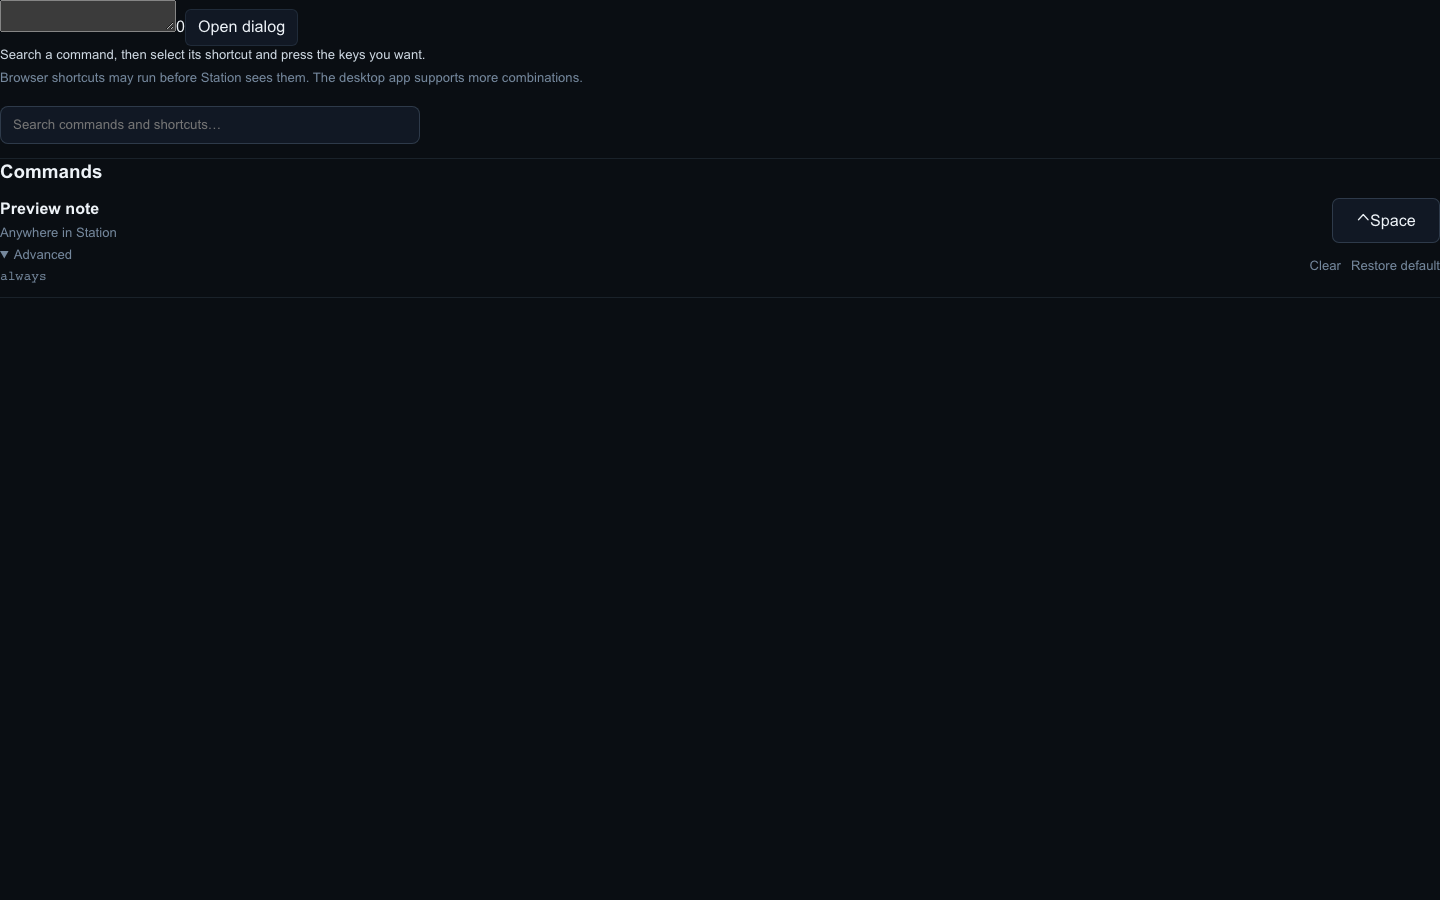 0 Open dialog
Search a command, then select its shortcut and press the keys you want.
Browser shortcuts may run before Station sees them. The desktop app supports more combinations.
Search commands and shortcuts…
Commands
Preview note
^Space
Anywhere in Station
▼ Advanced
Clear Restore default
always